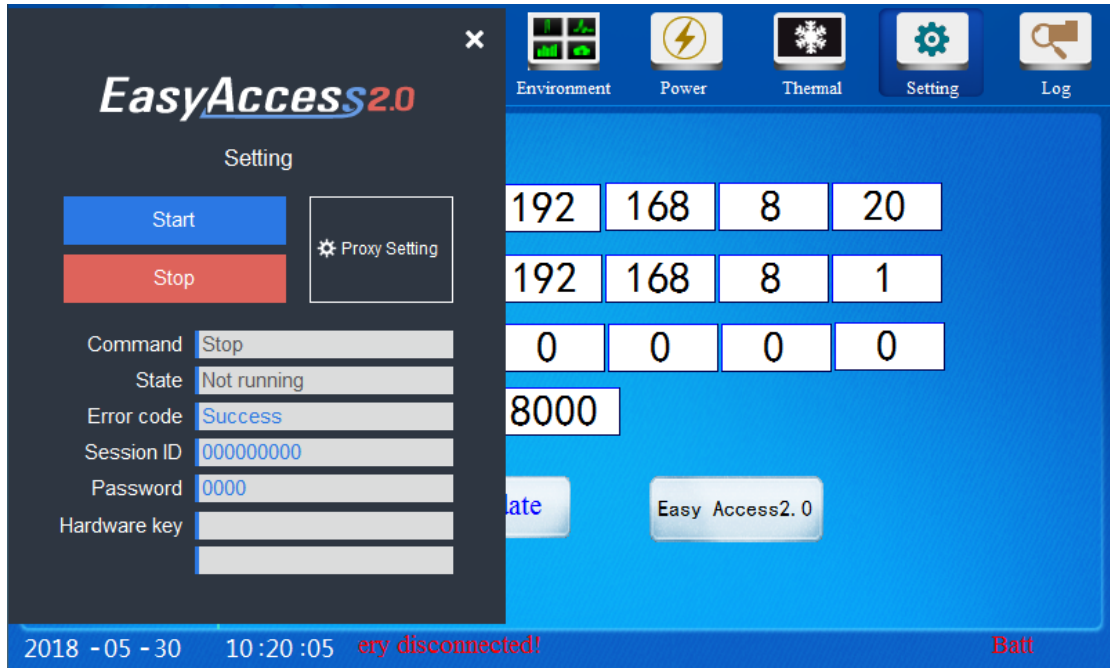 ×
EasyAccess2.0
Setting
Start
Stop
Proxy Setting
Command Stop
State Not running
Error code Success
Session ID 000000000
Password 0000
Hardware key
Environment Power Thermal Setting Log
192 168 8 20
192 168 8 1
0 0 0 0
8000
late
Easy Access2.0
2018 -05 -30 10:20 :05 ery disconnected! Batt